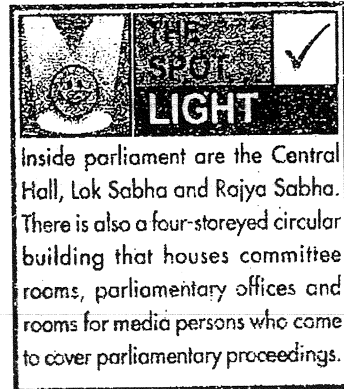 THE
SPOT
LIGHT
Inside parliament are the Central
Hall, Lok Sabha and Rajya Sabha.
There is also a four-storeyed circular
building that houses committee
rooms, parliamentary offices and
rooms for media persons who come
to cover parliamentary proceedings.